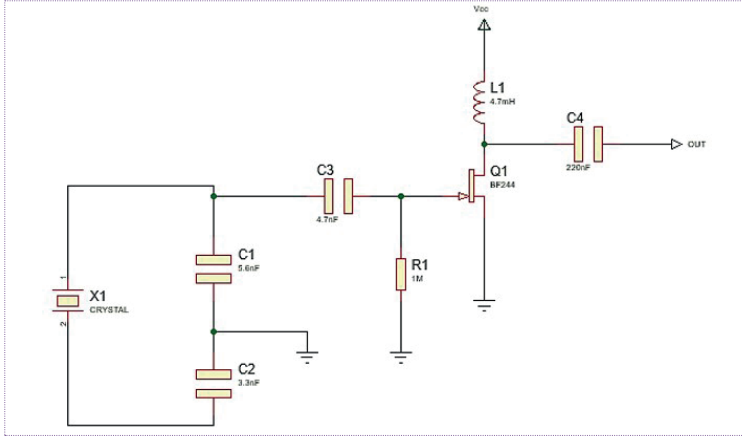 Vcc
L1
4.7mH
C4
220nF
OUT
Q1
BF244
C3
4.7nF
C1
5.6nF
R1
1M
1
X1
CRYSTAL
2
C2
3.3nF